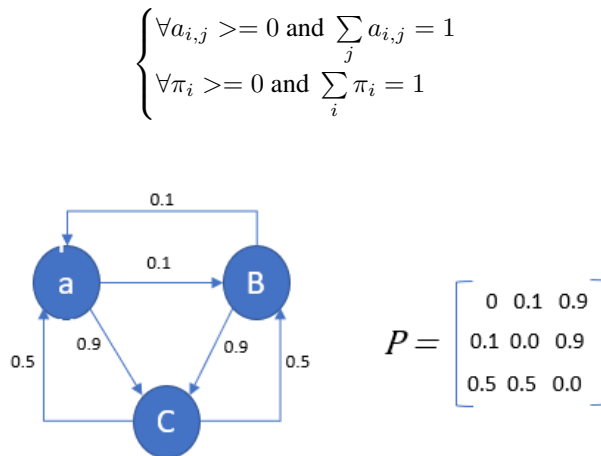 ∀a_{i,j} >= 0 and ∑_j a_{i,j} = 1
∀π_i >= 0 and ∑_i π_i = 1
0.1
a
0.1
B
0.9
0.9
0.5
0.5
C
P =
0 0.1 0.9
0.1 0.0 0.9
0.5 0.5 0.0